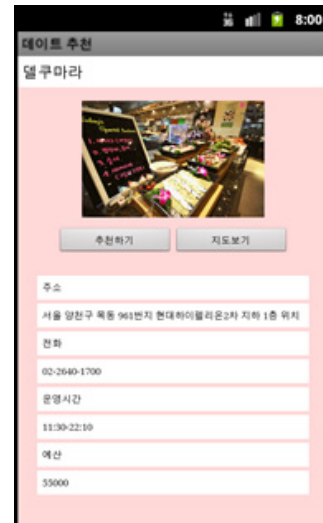 8:00
데이트 추천
델쿠마라
추천하기
지도보기
주소
서울 양천구 목동 961번지 현대하이펠리온2차 지하 1층 위치
전화
02-2640-1700
운영시간
11:30-22:10
예산
55000